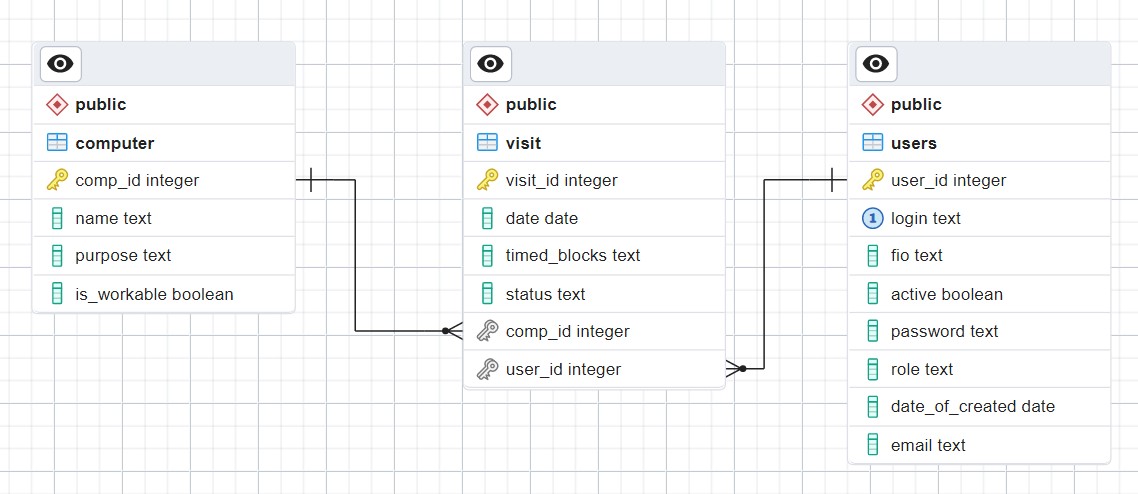 public
computer
comp_id integer
name text
purpose text
is_workable boolean
public
visit
visit_id integer
date date
timed_blocks text
status text
comp_id integer
user_id integer
public
users
user_id integer
1 login text
fio text
active boolean
password text
role text
date_of_created date
email text